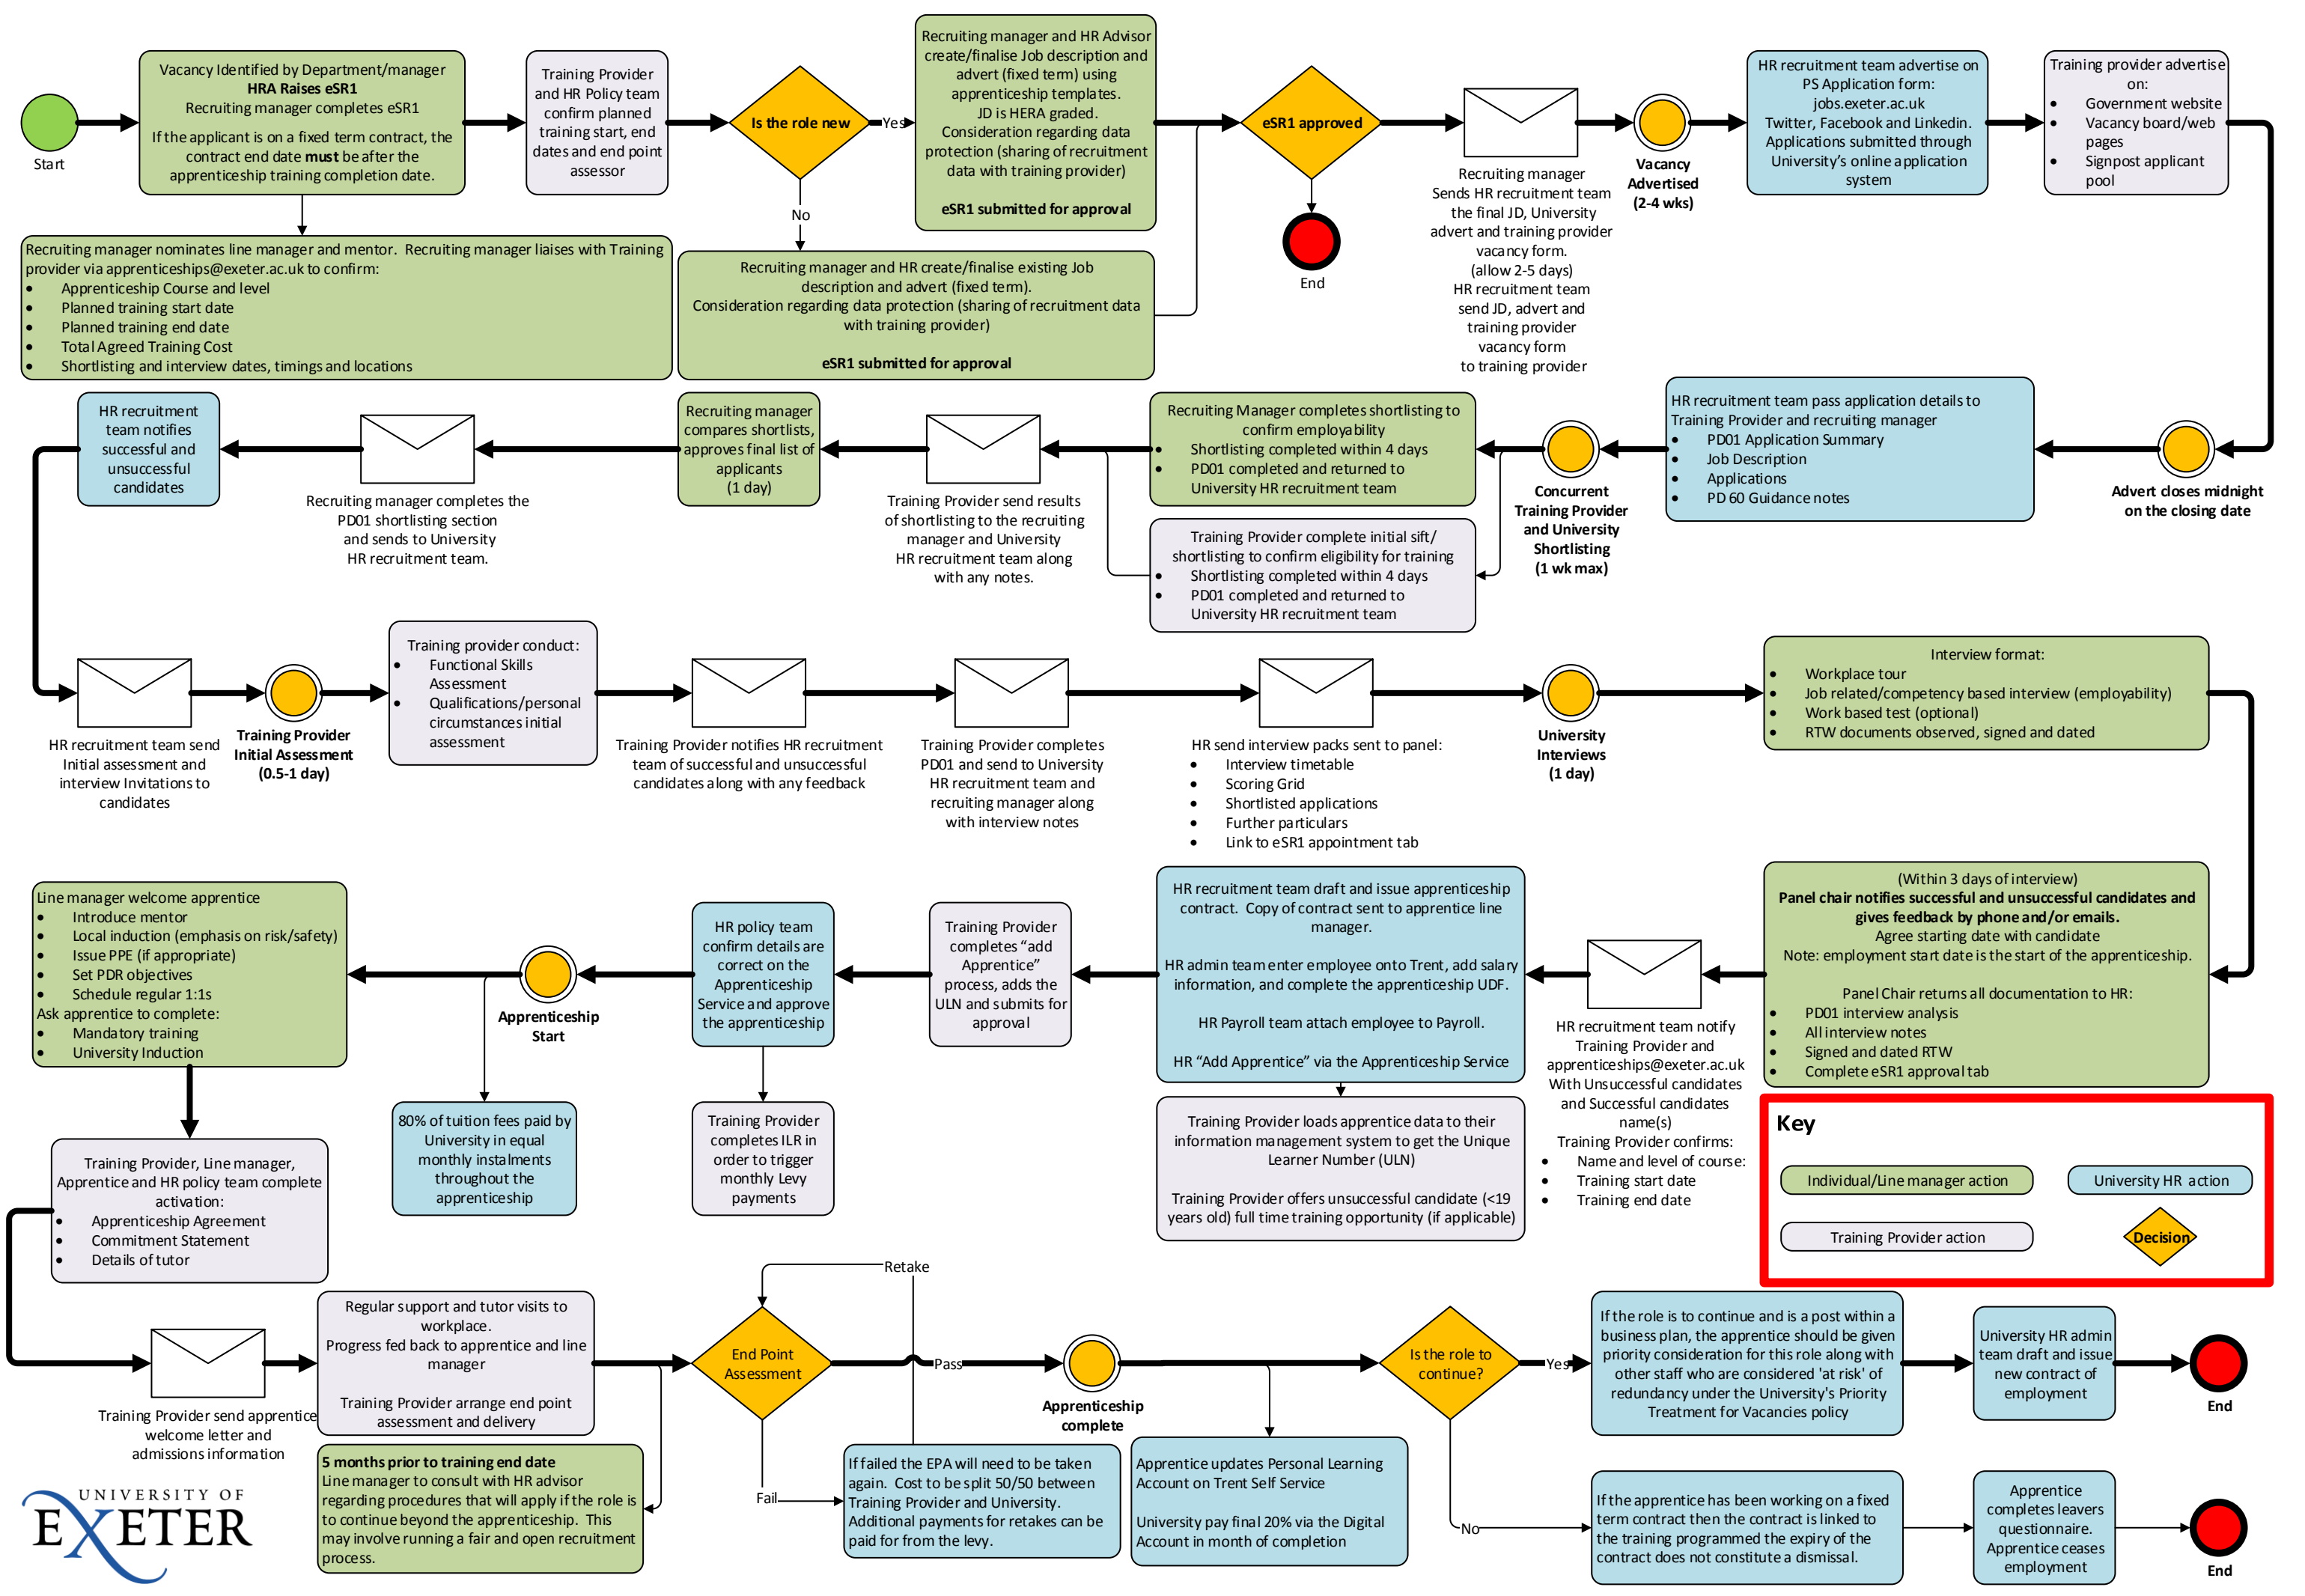 Start
Vacancy Identified by Department/manager
HRA Raises eSR1
Recruiting manager completes eSR1
If the applicant is on a fixed term contract, the
contract end date must be after the
apprenticeship training completion date.
Training Provider
and HR Policy team
confirm planned
training start, end
dates and end point
assessor
Is the role new
Yes
No
Recruiting manager and HR Advisor
create/finalise Job description and
advert (fixed term) using
apprenticeship templates.
JD is HERA graded.
Consideration regarding data
protection (sharing of recruitment
data with training provider)
eSR1 submitted for approval
eSR1 approved
End
Recruiting manager
Sends HR recruitment team
the final JD, University
advert and training provider
vacancy form.
(allow 2-5 days)
HR recruitment team
send JD, advert and
training provider
vacancy form
to training provider
Vacancy
Advertised
(2-4 wks)
HR recruitment team advertise on
PS Application form:
jobs.exeter.ac.uk
Twitter, Facebook and Linkedin.
Applications submitted through
University's online application
system
Training provider advertise
on:
• Government website
• Vacancy board/web
pages
• Signpost applicant
pool
Recruiting manager nominates line manager and mentor. Recruiting manager liaises with Training
provider via apprenticeships@exeter.ac.uk to confirm:
• Apprenticeship Course and level
• Planned training start date
• Planned training end date
• Total Agreed Training Cost
• Shortlisting and interview dates, timings and locations
Recruiting manager and HR create/finalise existing Job
description and advert (fixed term).
Consideration regarding data protection (sharing of recruitment data
with training provider)
eSR1 submitted for approval
Advert closes midnight
on the closing date
HR recruitment team pass application details to
Training Provider and recruiting manager
• PD01 Application Summary
• Job Description
• Applications
• PD 60 Guidance notes
Concurrent
Training Provider
and University
Shortlisting
(1 wk max)
Recruiting Manager completes shortlisting to
confirm employability
• Shortlisting completed within 4 days
• PD01 completed and returned to
University HR recruitment team
Training Provider complete initial sift/
shortlisting to confirm eligibility for training
• Shortlisting completed within 4 days
• PD01 completed and returned to
University HR recruitment team
Training Provider send results
of shortlisting to the recruiting
manager and University
HR recruitment team along
with any notes.
Recruiting manager
compares shortlists,
approves final list of
applicants
(1 day)
Recruiting manager completes the
PD01 shortlisting section
and sends to University
HR recruitment team.
HR recruitment
team notifies
successful and
unsuccessful
candidates
HR recruitment team send
Initial assessment and
interview Invitations to
candidates
Training Provider
Initial Assessment
(0.5-1 day)
Training provider conduct:
• Functional Skills
Assessment
• Qualifications/personal
circumstances initial
assessment
Training Provider notifies HR recruitment
team of successful and unsuccessful
candidates along with any feedback
Training Provider completes
PD01 and send to University
HR recruitment team and
recruiting manager along
with interview notes
HR send interview packs sent to panel:
• Interview timetable
• Scoring Grid
• Shortlisted applications
• Further particulars
• Link to eSR1 appointment tab
University
Interviews
(1 day)
Interview format:
• Workplace tour
• Job related/competency based interview (employability)
• Work based test (optional)
• RTW documents observed, signed and dated
(Within 3 days of interview)
Panel chair notifies successful and unsuccessful candidates and
gives feedback by phone and/or emails.
Agree starting date with candidate
Note: employment start date is the start of the apprenticeship.
Panel Chair returns all documentation to HR:
• PD01 interview analysis
• All interview notes
• Signed and dated RTW
• Complete eSR1 approval tab
HR recruitment team notify
Training Provider and
apprenticeships@exeter.ac.uk
With Unsuccessful candidates
and Successful candidates
name(s)
Training Provider confirms:
• Name and level of course:
• Training start date
• Training end date
HR recruitment team draft and issue apprenticeship
contract. Copy of contract sent to apprentice line
manager.
HR admin team enter employee onto Trent, add salary
information, and complete the apprenticeship UDF.
HR Payroll team attach employee to Payroll.
HR "Add Apprentice" via the Apprenticeship Service
Training Provider loads apprentice data to their
information management system to get the Unique
Learner Number (ULN)
Training Provider offers unsuccessful candidate (<19
years old) full time training opportunity (if applicable)
Training Provider
completes "add
Apprentice"
process, adds the
ULN and submits for
approval
HR policy team
confirm details are
correct on the
Apprenticeship
Service and approve
the apprenticeship
Training Provider
completes ILR in
order to trigger
monthly Levy
payments
Apprenticeship
Start
80% of tuition fees paid by
University in equal
monthly instalments
throughout the
apprenticeship
Line manager welcome apprentice
• Introduce mentor
• Local induction (emphasis on risk/safety)
• Issue PPE (if appropriate)
• Set PDR objectives
• Schedule regular 1:1s
Ask apprentice to complete:
• Mandatory training
• University Induction
Key
Individual/Line manager action
University HR action
Training Provider action
Decision
Training Provider, Line manager,
Apprentice and HR policy team complete
activation:
• Apprenticeship Agreement
• Commitment Statement
• Details of tutor
Training Provider send apprentice
welcome letter and
admissions information
Regular support and tutor visits to
workplace.
Progress fed back to apprentice and line
manager
Training Provider arrange end point
assessment and delivery
5 months prior to training end date
Line manager to consult with HR advisor
regarding procedures that will apply if the role is
to continue beyond the apprenticeship. This
may involve running a fair and open recruitment
process.
Retake
End Point
Assessment
Pass
Fail
If failed the EPA will need to be taken
again. Cost to be split 50/50 between
Training Provider and University.
Additional payments for retakes can be
paid for from the levy.
Apprenticeship
complete
Apprentice updates Personal Learning
Account on Trent Self Service
University pay final 20% via the Digital
Account in month of completion
Is the role to
continue?
Yes
No
If the role is to continue and is a post within a
business plan, the apprentice should be given
priority consideration for this role along with
other staff who are considered 'at risk' of
redundancy under the University's Priority
Treatment for Vacancies policy
University HR admin
team draft and issue
new contract of
employment
End
If the apprentice has been working on a fixed
term contract then the contract is linked to
the training programmed the expiry of the
contract does not constitute a dismissal.
Apprentice
completes leavers
questionnaire.
Apprentice ceases
employment
End
UNIVERSITY OF
EXETER